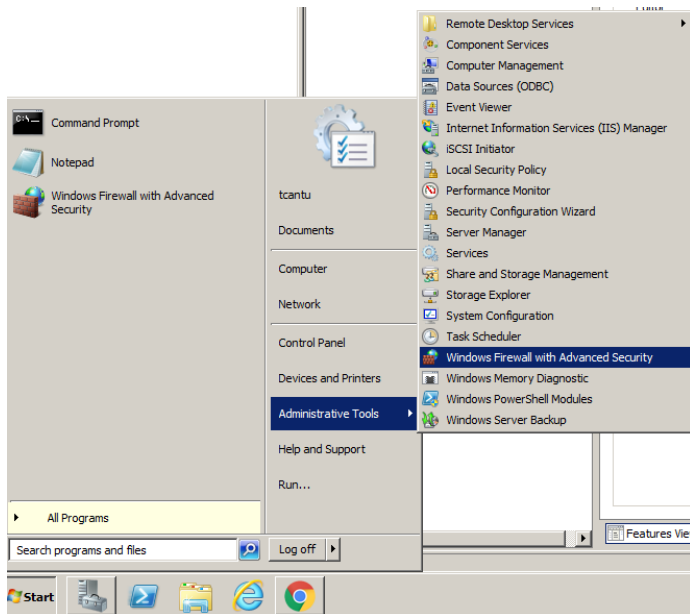 Remote Desktop Services
Component Services
Computer Management
Data Sources (ODBC)
Event Viewer
Internet Information Services (IIS) Manager
iSCSI Initiator
Local Security Policy
Performance Monitor
Security Configuration Wizard
Server Manager
Services
Share and Storage Management
Storage Explorer
System Configuration
Task Scheduler
Windows Firewall with Advanced Security
Windows Memory Diagnostic
Windows PowerShell Modules
Windows Server Backup
Command Prompt
Notepad
Windows Firewall with Advanced
Security
tcantu
Documents
Computer
Network
Control Panel
Devices and Printers
Administrative Tools
Help and Support
Run...
All Programs
Search programs and files
Log off
Features Vie
Start